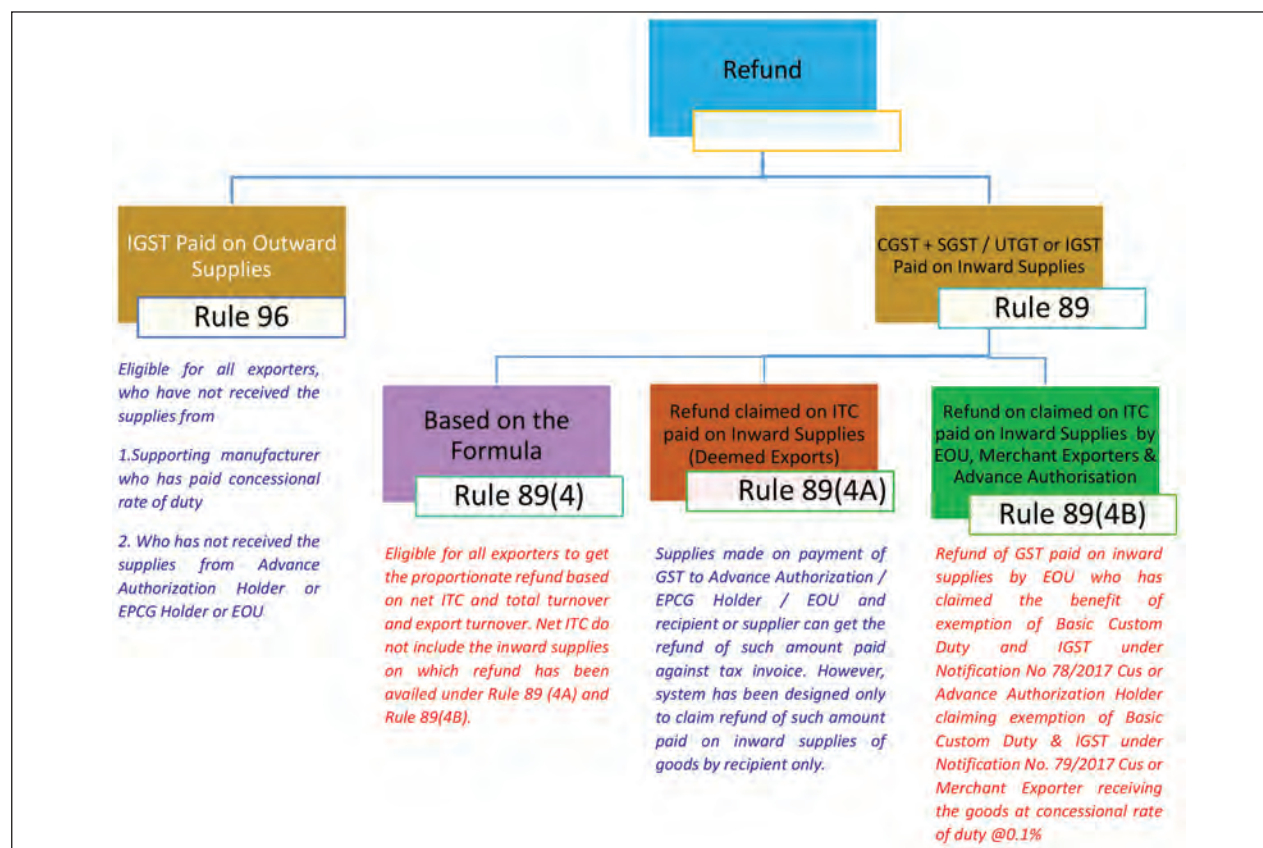 Refund
IGST Paid on Outward
Supplies
Rule 96
CGST + SGST / UTGT or IGST
Paid on Inward Supplies
Rule 89
Eligible for all exporters,
who have not received the
supplies from
1.Supporting manufacturer
who has paid concessional
rate of duty
2. Who has not received the
supplies from Advance
Authorization Holder or
EPCG Holder or EOU
Based on the
Formula
Rule 89(4)
Eligible for all exporters to get
the proportionate refund based
on net ITC and total turnover
and export turnover. Net ITC do
not include the inward supplies
on which refund has been
availed under Rule 89 (4A) and
Rule 89(4B).
Refund claimed on ITC
paid on Inward Supplies
(Deemed Exports)
Rule 89(4A)
Supplies made on payment of
GST to Advance Authorization /
EPCG Holder / EOU and
recipient or supplier can get the
refund of such amount paid
against tax invoice. However,
system has been designed only
to claim refund of such amount
paid on inward supplies of
goods by recipient only.
Refund on claimed on ITC
paid on Inward Supplies by
EOU, Merchant Exporters &
Advance Authorisation
Rule 89(4B)
Refund of GST paid on inward
supplies by EOU who has
claimed the benefit of
exemption of Basic Custom
Duty and IGST under
Notification No 78/2017 Cus or
Advance Authorization Holder
claiming exemption of Basic
Custom Duty & IGST under
Notification No. 79/2017 Cus or
Merchant Exporter receiving
the goods at concessional rate
of duty @0.1%